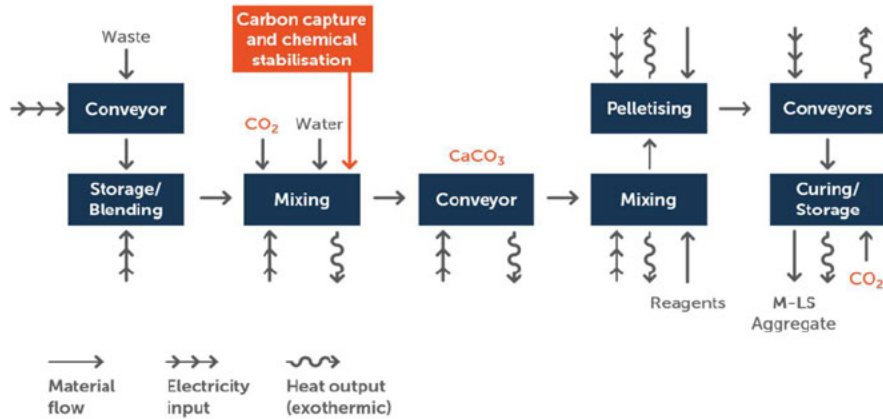 Waste
Conveyor
Storage/
Blending
Carbon capture
and chemical
stabilisation
CO₂
Water
Mixing
CaCO₃
Conveyor
Pelletising
Mixing
Reagents
Conveyors
Curing/
Storage
M-LS
Aggregate
CO₂
Material
flow
Electricity
input
Heat output
(exothermic)